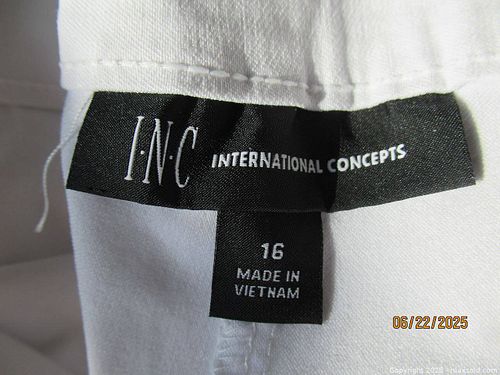 I·N·C INTERNATIONAL CONCEPTS
16
MADE IN
VIETNAM
06/22/2025